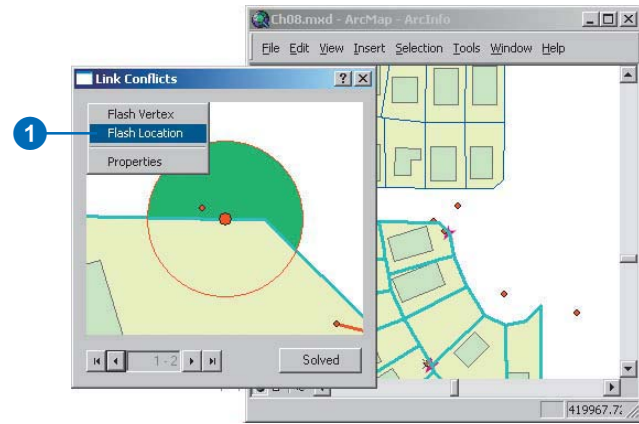 Ch08.mxd - ArcMap - ArcInfo
File Edit View Insert Selection Tools Window Help
Link Conflicts
Flash Vertex
1
Flash Location
Properties
1 - 2
Solved
419967.72